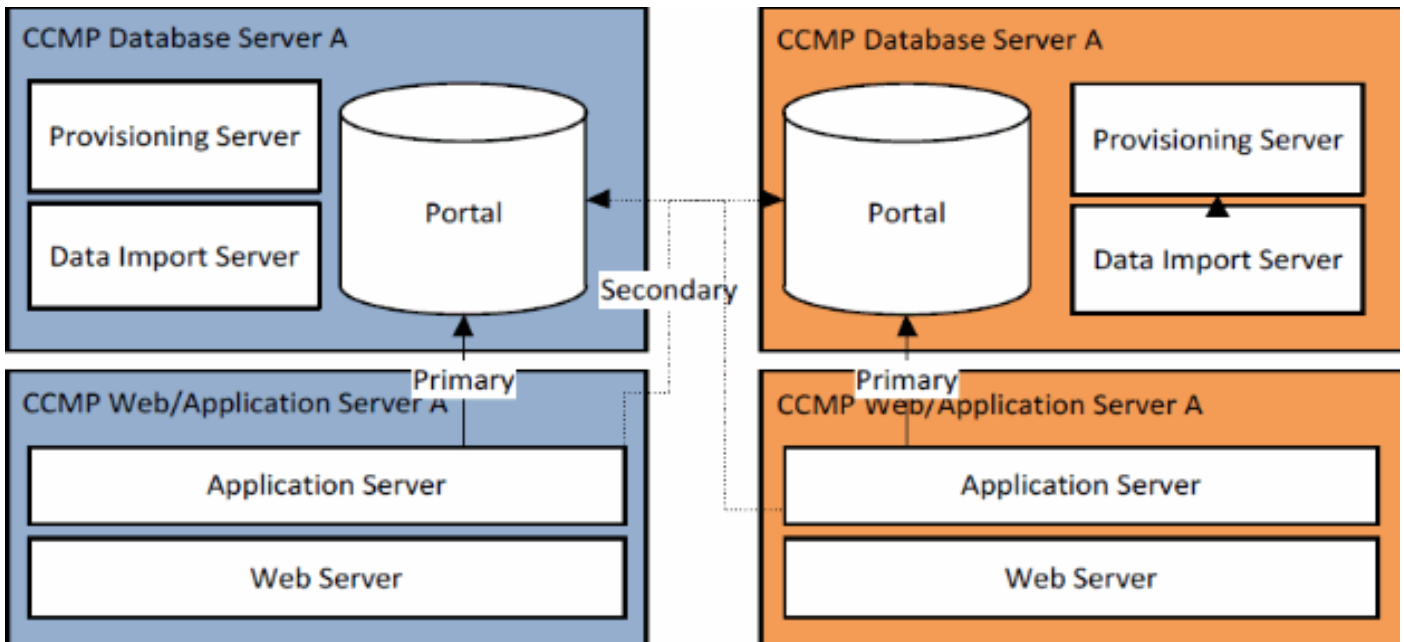 CCMP Database Server A
Provisioning Server
Data Import Server
Portal
CCMP Database Server A
Portal
Provisioning Server
Data Import Server
Secondary
Primary
Primary
CCMP Web/Application Server A
Application Server
Web Server
CCMP Web/Application Server A
Application Server
Web Server